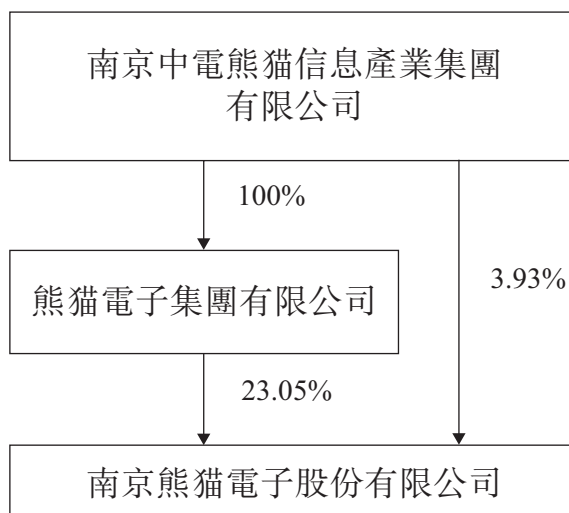 南京中電熊猫信息產業集團
有限公司
100%
熊猫電子集團有限公司
3.93%
23.05%
南京熊猫電子股份有限公司